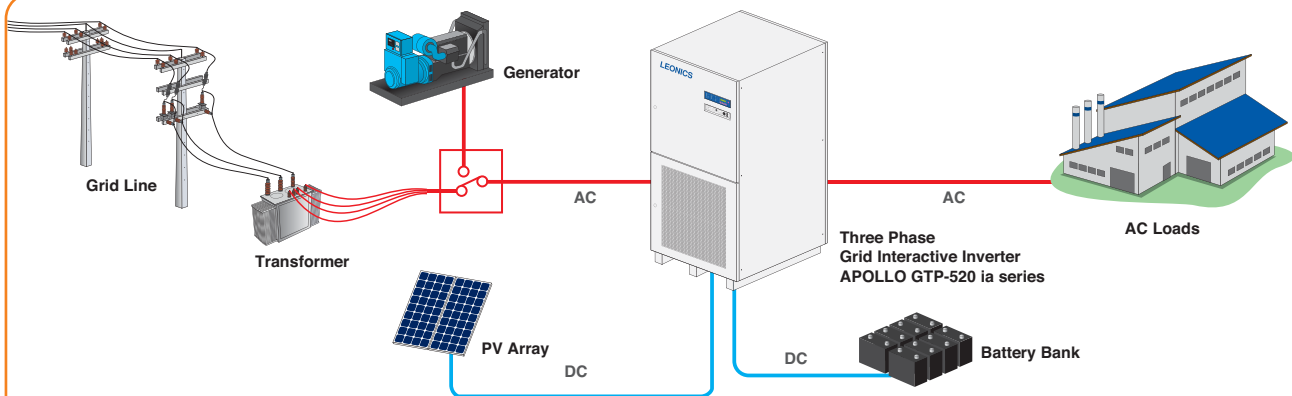 LEONICS
Generator
Grid Line
AC
AC
Transformer
Three Phase
Grid Interactive Inverter
APOLLO GTP-520 ia series
AC Loads
PV Array
DC
DC
Battery Bank